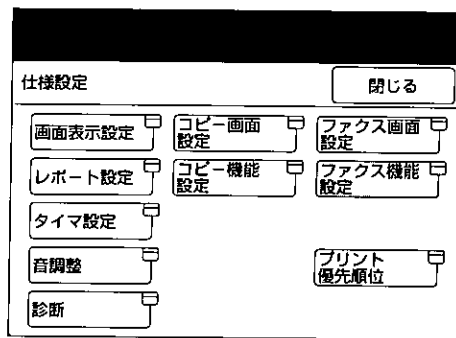 仕様設定
閉じる
画面表示設定
コピー画面
設定
ファクス画面
設定
レポート設定
コピー機能
設定
ファクス機能
設定
タイマ設定
音調整
プリント
優先順位
診断